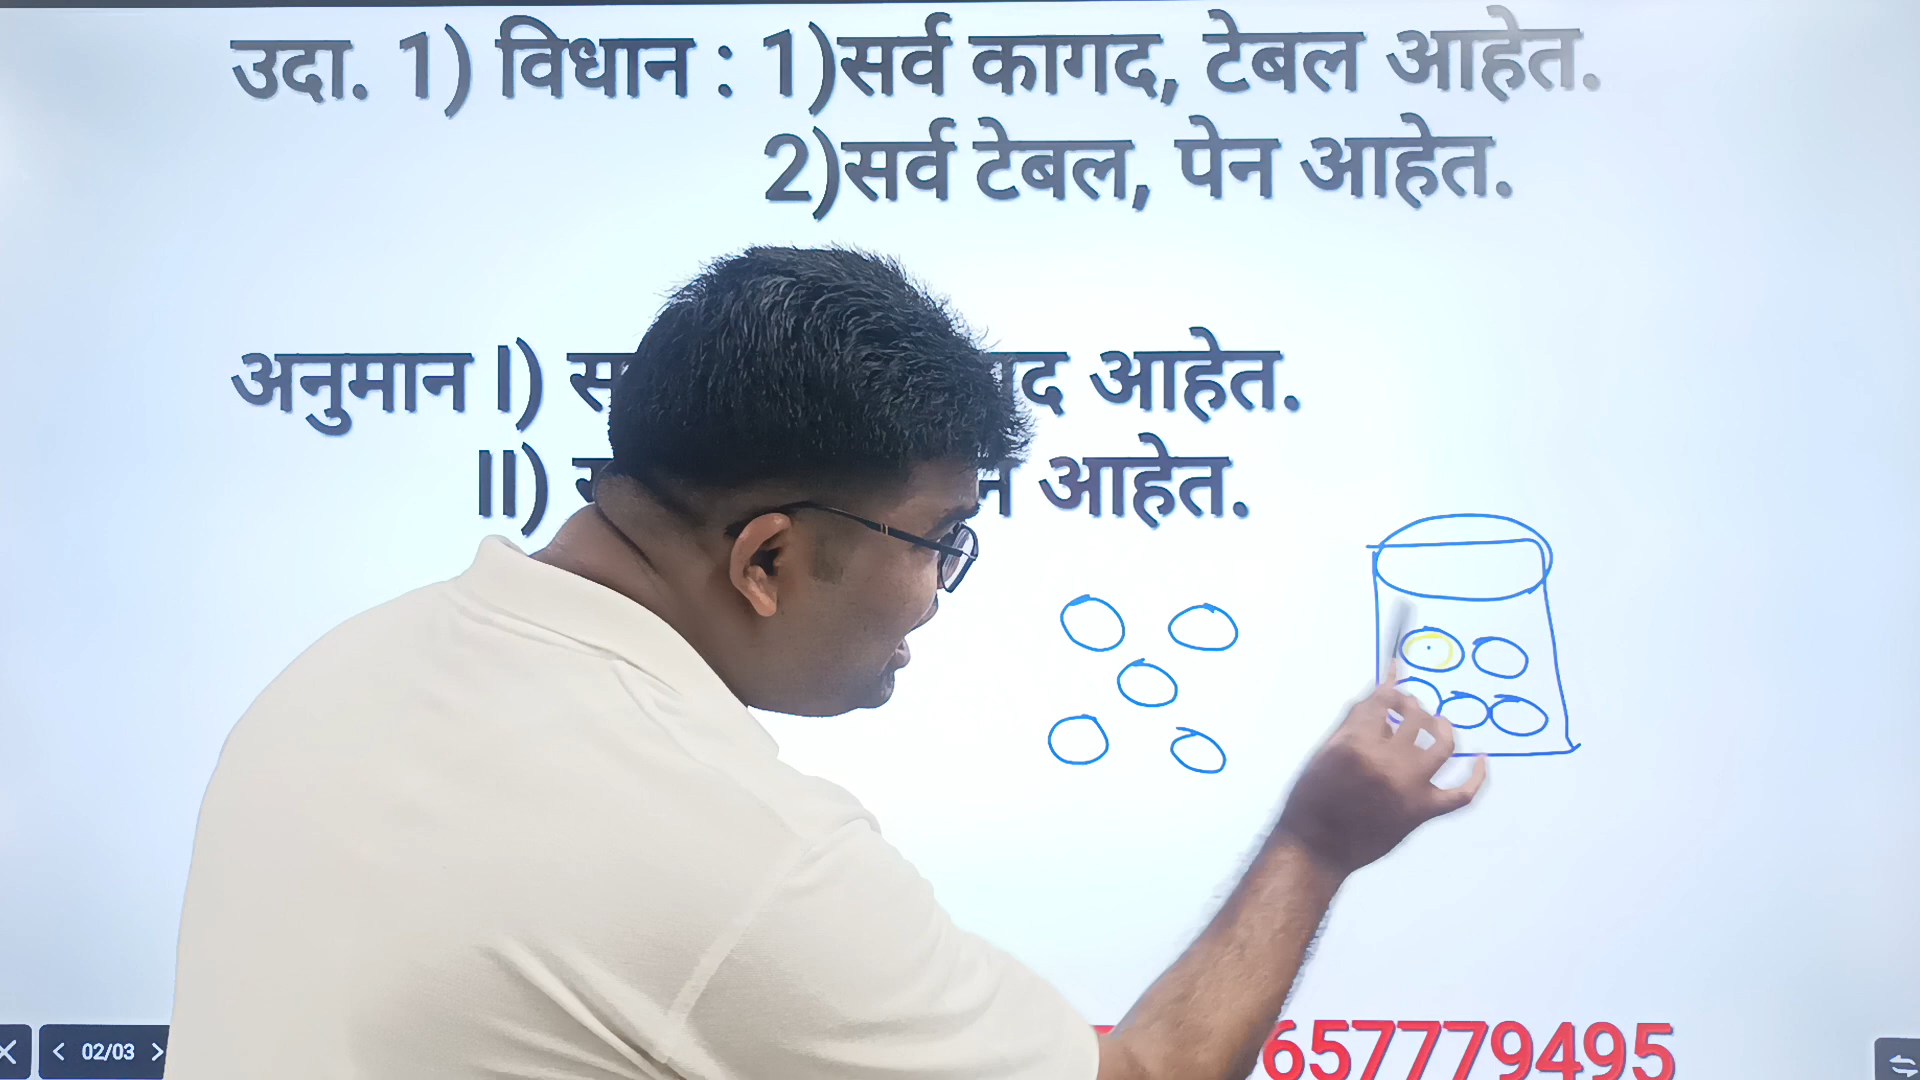 उदा. 1) विधान : 1)सर्व कागद, टेबल आहेत.
2)सर्व टेबल, पेन आहेत.
अनुमान I) आहेत.
II) आहेत.
657779495
02/03